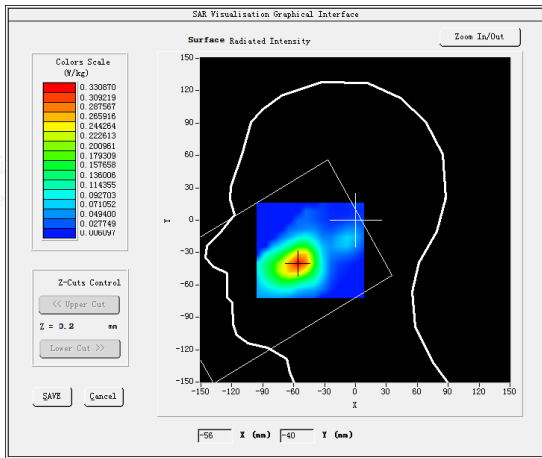 SAR Visualisation Graphical Interface
Surface Radiated Intensity
Zoom In/Out
Colors Scale
(W/kg)
0.330870
0.309219
0.287567
0.265916
0.244264
0.222613
0.200961
0.179309
0.157658
0.136006
0.114355
0.092703
0.071052
0.049400
0.027749
0.006097
Z-Cuts Control
<< Upper Cut
Z = 0.2 mm
Lower Cut >>
SAVE Cancel
150
120
90
60
30
0
-30
-60
-90
-120
-150
Y
-150 -120 -90 -60 -30 0 30 60 90 120 150
X
-56 X (mm) -40 Y (mm)